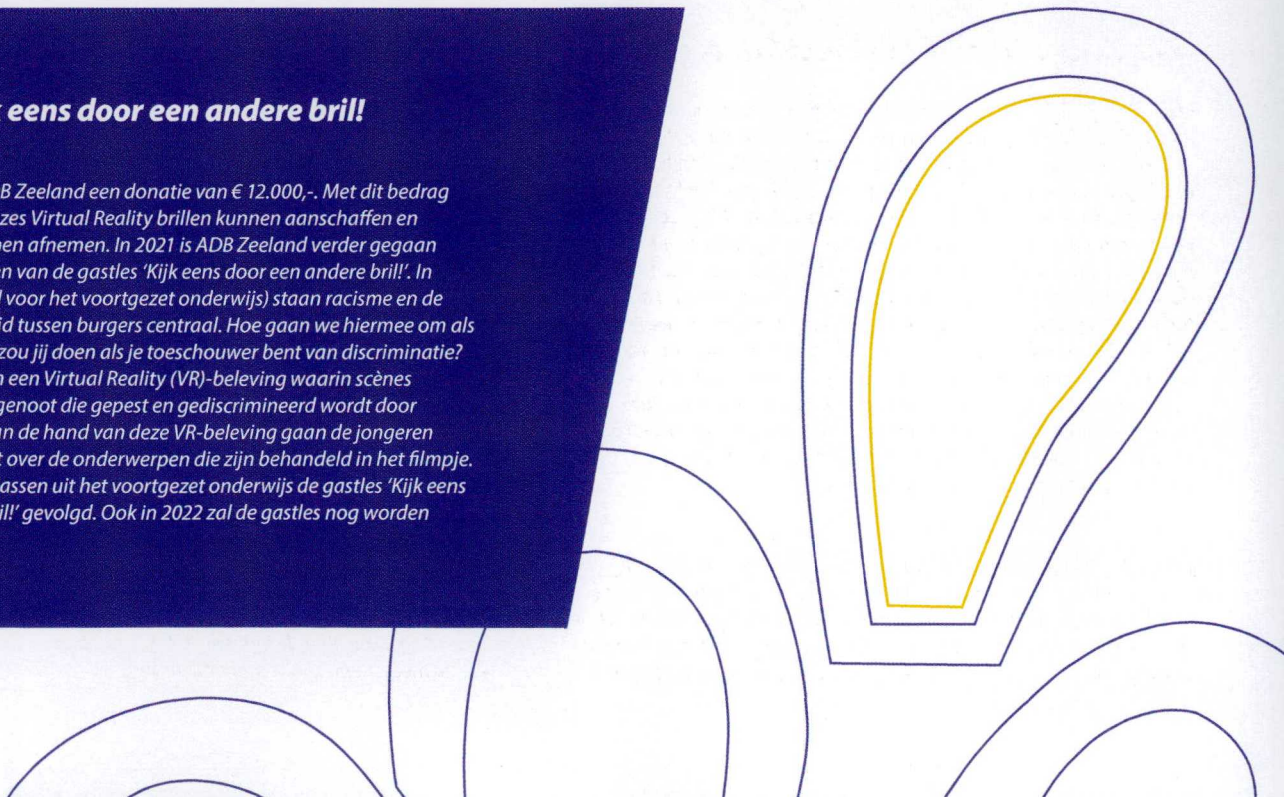 eens door een andere bril!
Zeeland een donatie van € 12.000,-. Met dit bedrag
zes Virtual Reality brillen kunnen aanschaffen en
afnemen. In 2021 is ADB Zeeland verder gegaan
van de gastles ‘Kijk eens door een andere bril!’. In
voor het voortgezet onderwijs) staan racisme en de
tussen burgers centraal. Hoe gaan we hiermee om als
zou jij doen als je toeschouwer bent van discriminatie?
een Virtual Reality (VR)-beleving waarin scènes
genoot die gepest en gediscrimineerd wordt door
de hand van deze VR-beleving gaan de jongeren
over de onderwerpen die zijn behandeld in het filmpje.
assen uit het voortgezet onderwijs de gastles ‘Kijk eens
gevolgd. Ook in 2022 zal de gastles nog worden